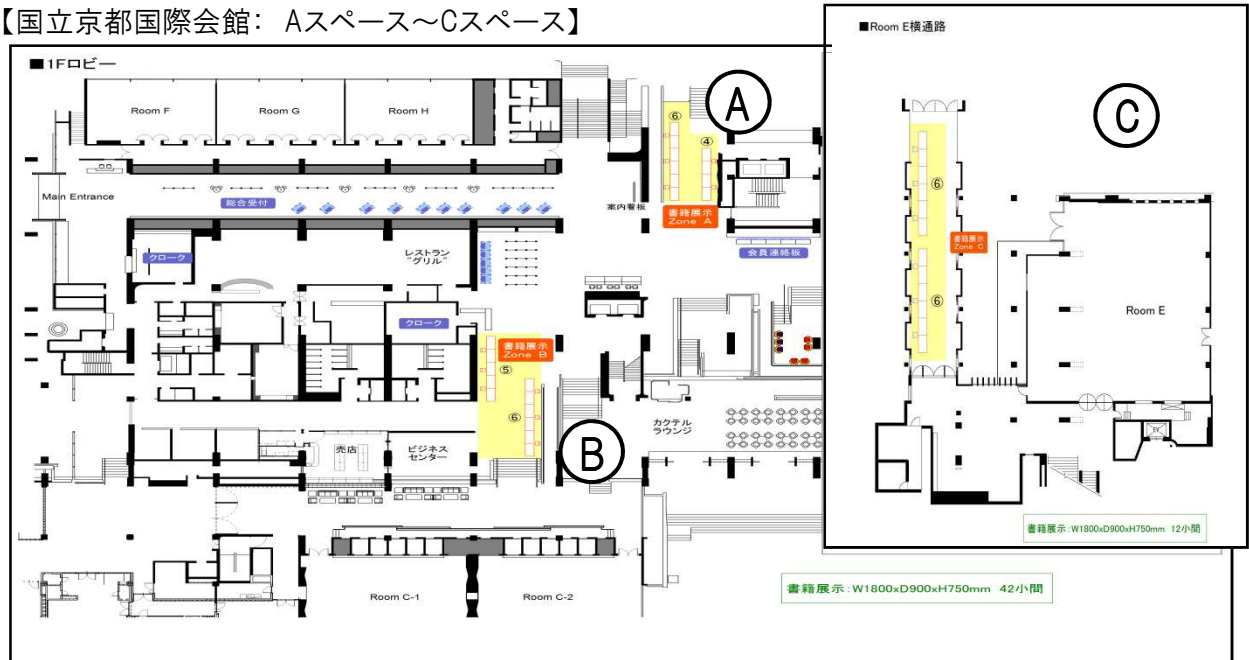 【国立京都国際会館: Aスペース～Cスペース】
■1Fロビー
Room F
Room G
Room H
Main Entrance
総合受付
案内看板
A
⑥
④
書籍展示
Zone A
会員連絡板
クローク
レストラン
"グリル"
クローク
書籍展示
Zone B
⑤
⑥
B
カクテル
ラウンジ
売店
ビジネス
センター
Room C-1
Room C-2
書籍展示:W1800xD900xH750mm 42小間
■Room E横通路
C
⑥
書籍展示
Zone C
⑥
Room E
書籍展示:W1800xD900xH750mm 12小間